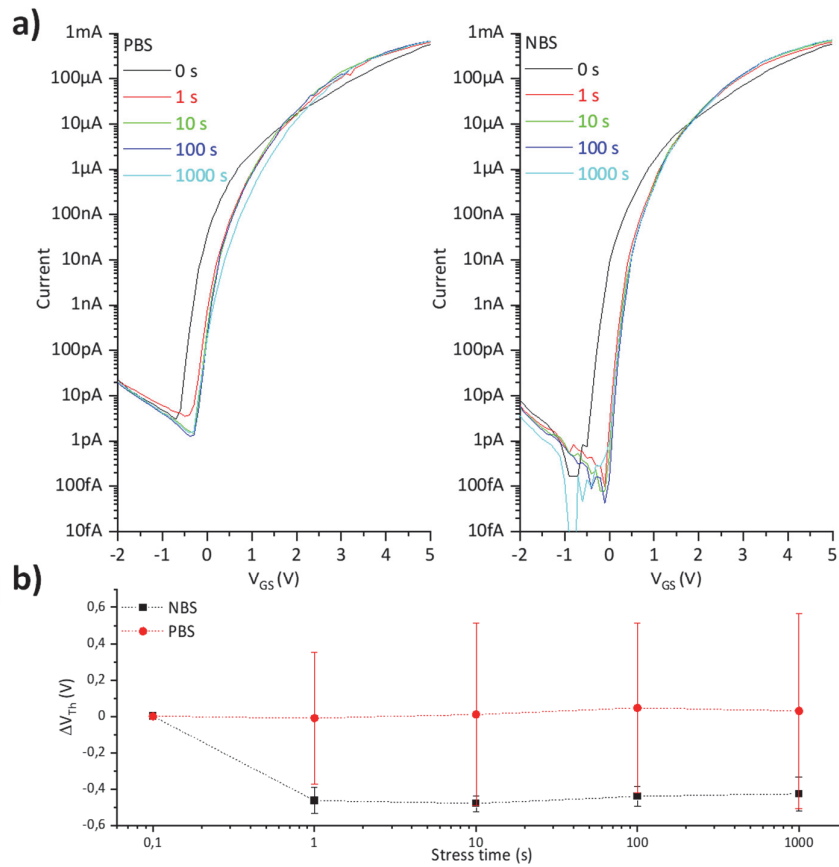 a)
PBS
0 s
1 s
10 s
100 s
1000 s
1mA
100µA
10µA
1µA
100nA
10nA
1nA
100pA
10pA
1pA
100fA
10fA
Current
-2 -1 0 1 2 3 4 5
V_GS (V)
NBS
0 s
1 s
10 s
100 s
1000 s
1mA
100µA
10µA
1µA
100nA
10nA
1nA
100pA
10pA
1pA
100fA
10fA
Current
-2 -1 0 1 2 3 4 5
V_GS (V)
b)
NBS
PBS
0,6
0,4
0,2
0
-0,2
-0,4
-0,6
ΔV_Th (V)
0,1 1 10 100 1000
Stress time (s)